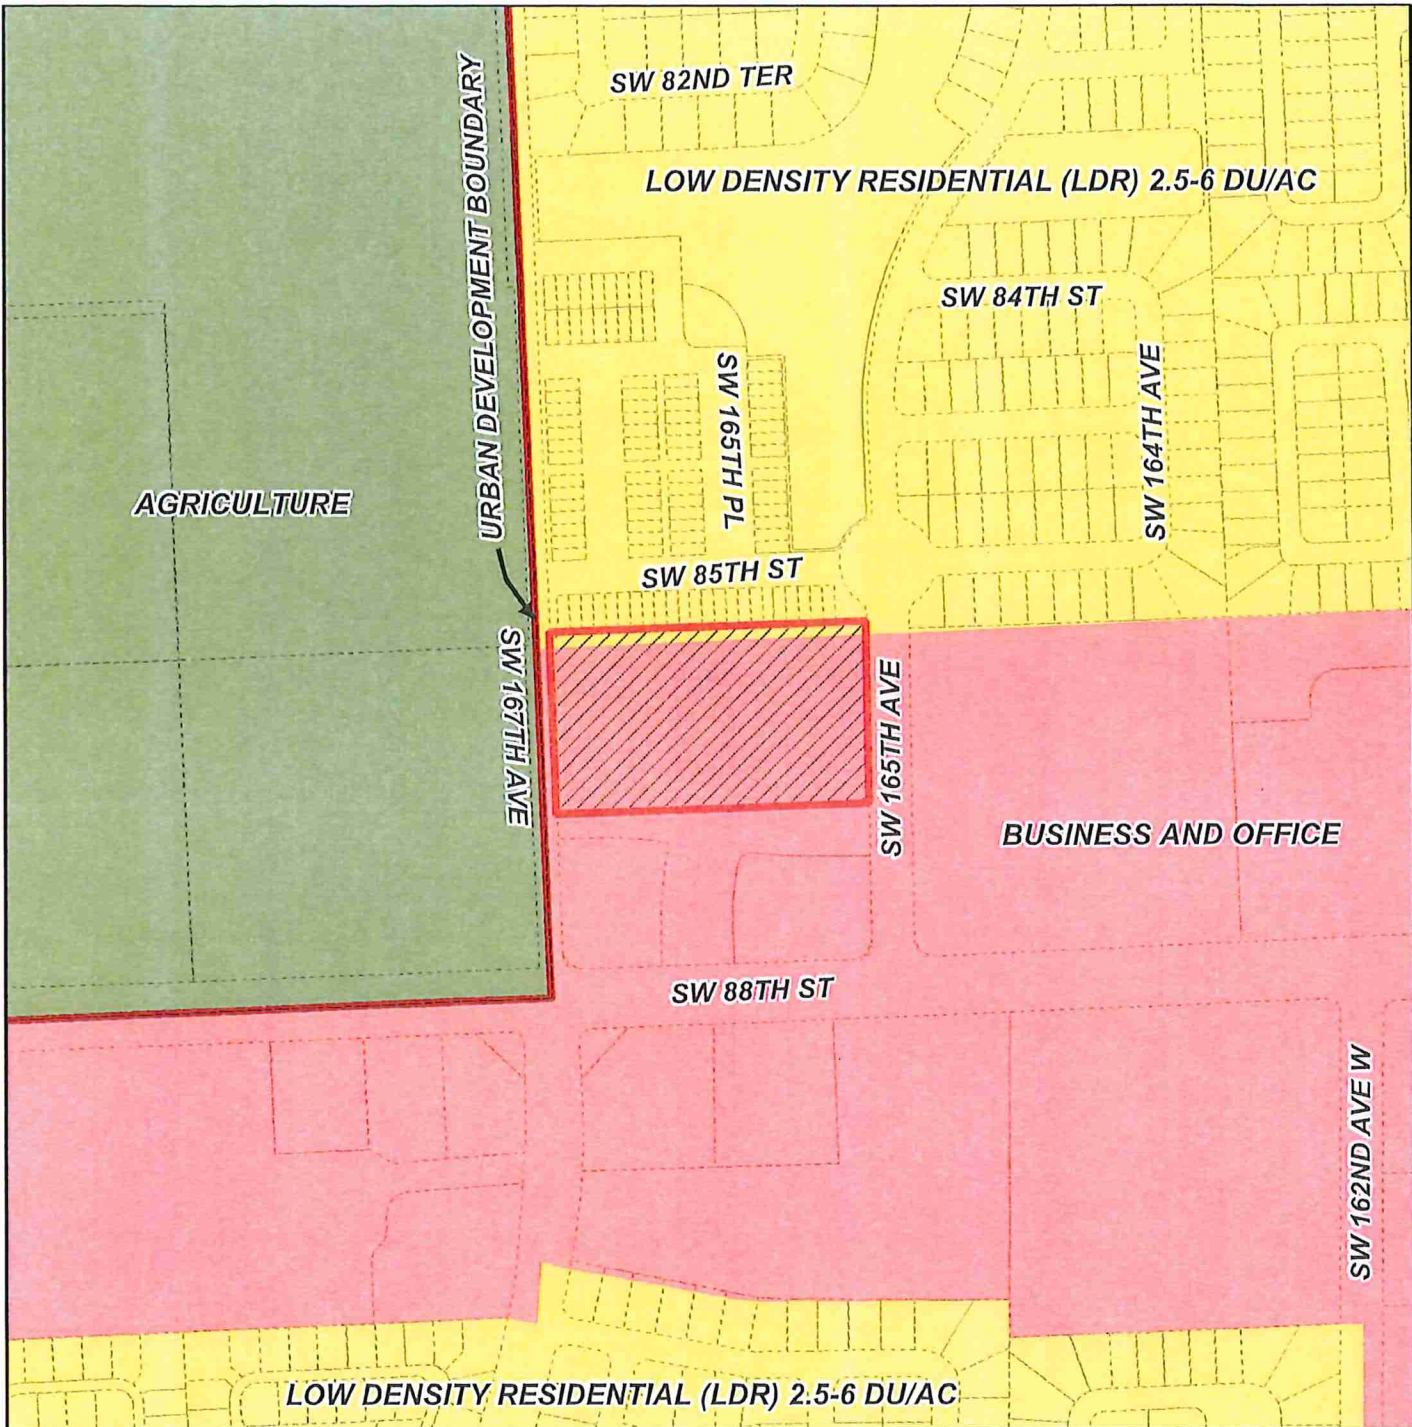 SW 82ND TER
URBAN DEVELOPMENT BOUNDARY
LOW DENSITY RESIDENTIAL (LDR) 2.5-6 DU/AC
SW 84TH ST
SW 165TH PL
SW 164TH AVE
AGRICULTURE
SW 85TH ST
SW 167TH AVE
SW 165TH AVE
BUSINESS AND OFFICE
SW 88TH ST
SW 162ND AVE W
LOW DENSITY RESIDENTIAL (LDR) 2.5-6 DU/AC